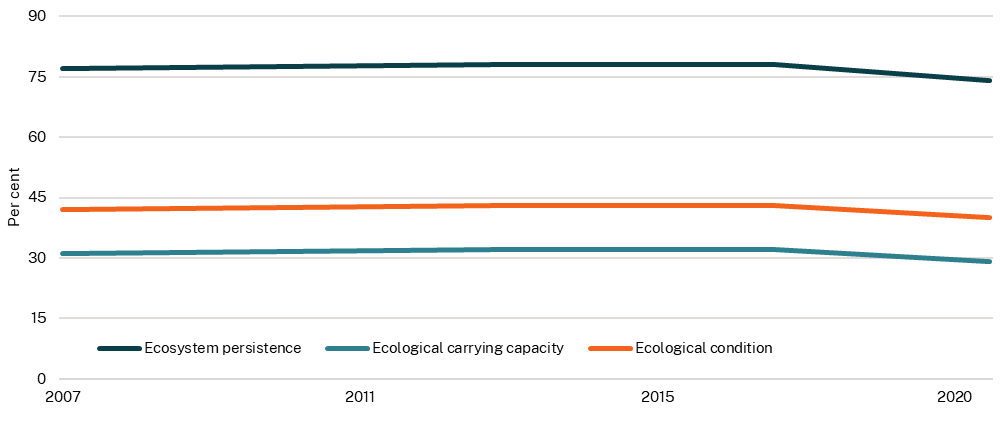 90
75
60
45
30
15
0
Per cent
Ecosystem persistence
Ecological carrying capacity
Ecological condition
2007
2011
2015
2020